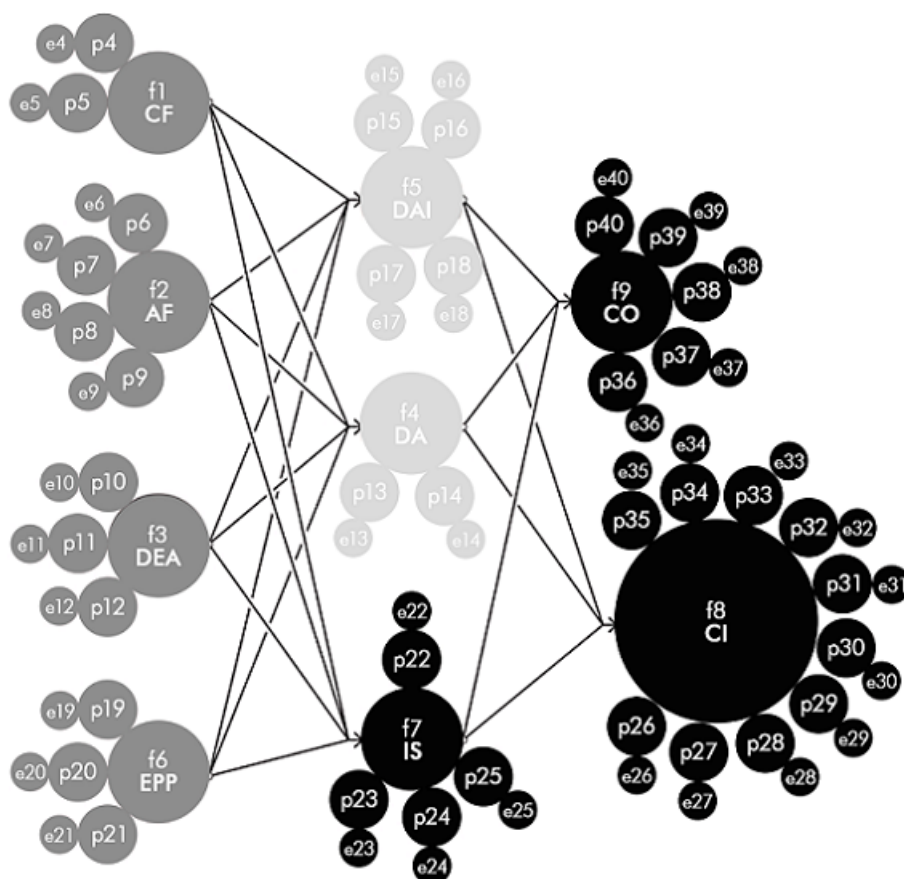 e4 p4
e5 p5
f1
CF
e6 p6
e7 p7
e8 p8
e9 p9
f2
AF
e10 p10
e11 p11
e12 p12
f3
DEA
e19 p19
e20 p20
e21 p21
f6
EPP
e15 e16
p15 p16
f5
DAI
p17 p18
e17 e18
f4
DA
p13 p14
e13 e14
e22
p22
f7
IS
p23 p24 p25
e23 e24 e25
e40
p40 p39 e39
f9
CO
p38 e38
p37 e37
p36
e36
e35 e34 e33
p35 p34 p33
p32 e32
p31 e31
f8
CI
p30
e30
p29
e29
p26 p27 p28
e26 e27 e28